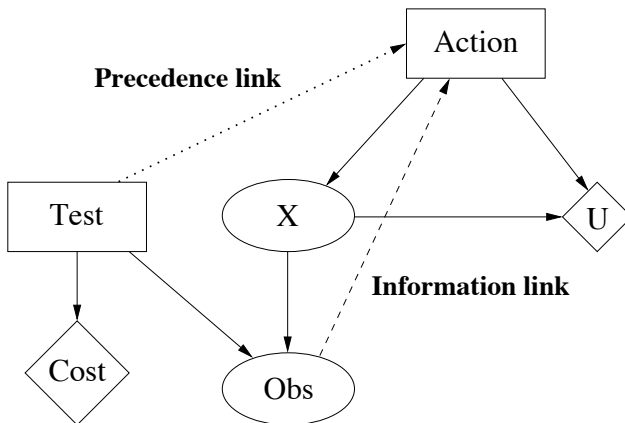 Action
Precedence link
Test
X
U
Information link
Cost
Obs